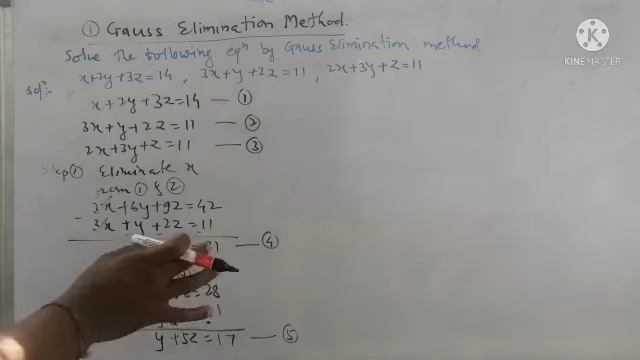 ① Gauss Elimination Method.
Solve the following eqn by Gauss Elimination method
x+2y+3z=14 , 3x+y+2z=11 , 2x+3y+z=11
Soln:-
x+2y+3z=14 — ①
3x+y+2z=11 — ②
2x+3y+z=11 — ③
Step ① Eliminate x
from ① & ②
3x+6y+9z=42
- 3x+y+2z=11
— ④
28
y+5z=17 — ⑤
KINEMASTER